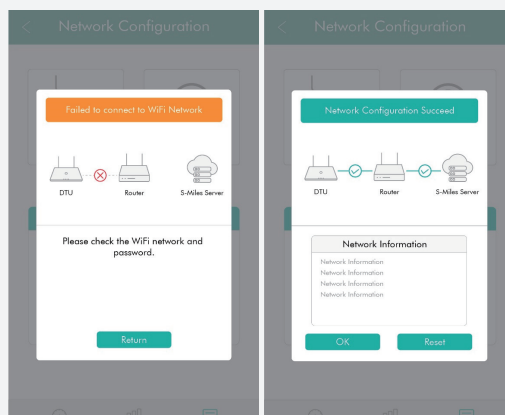 Network Configuration
Failed to connect to WiFi Network
DTU
Router
S-Miles Server
Please check the WiFi network and
password.
Return
Network Configuration
Network Configuration Succeed
DTU
Router
S-Miles Server
Network Information
Network Information
Network Information
Network Information
Network Information
OK
Reset